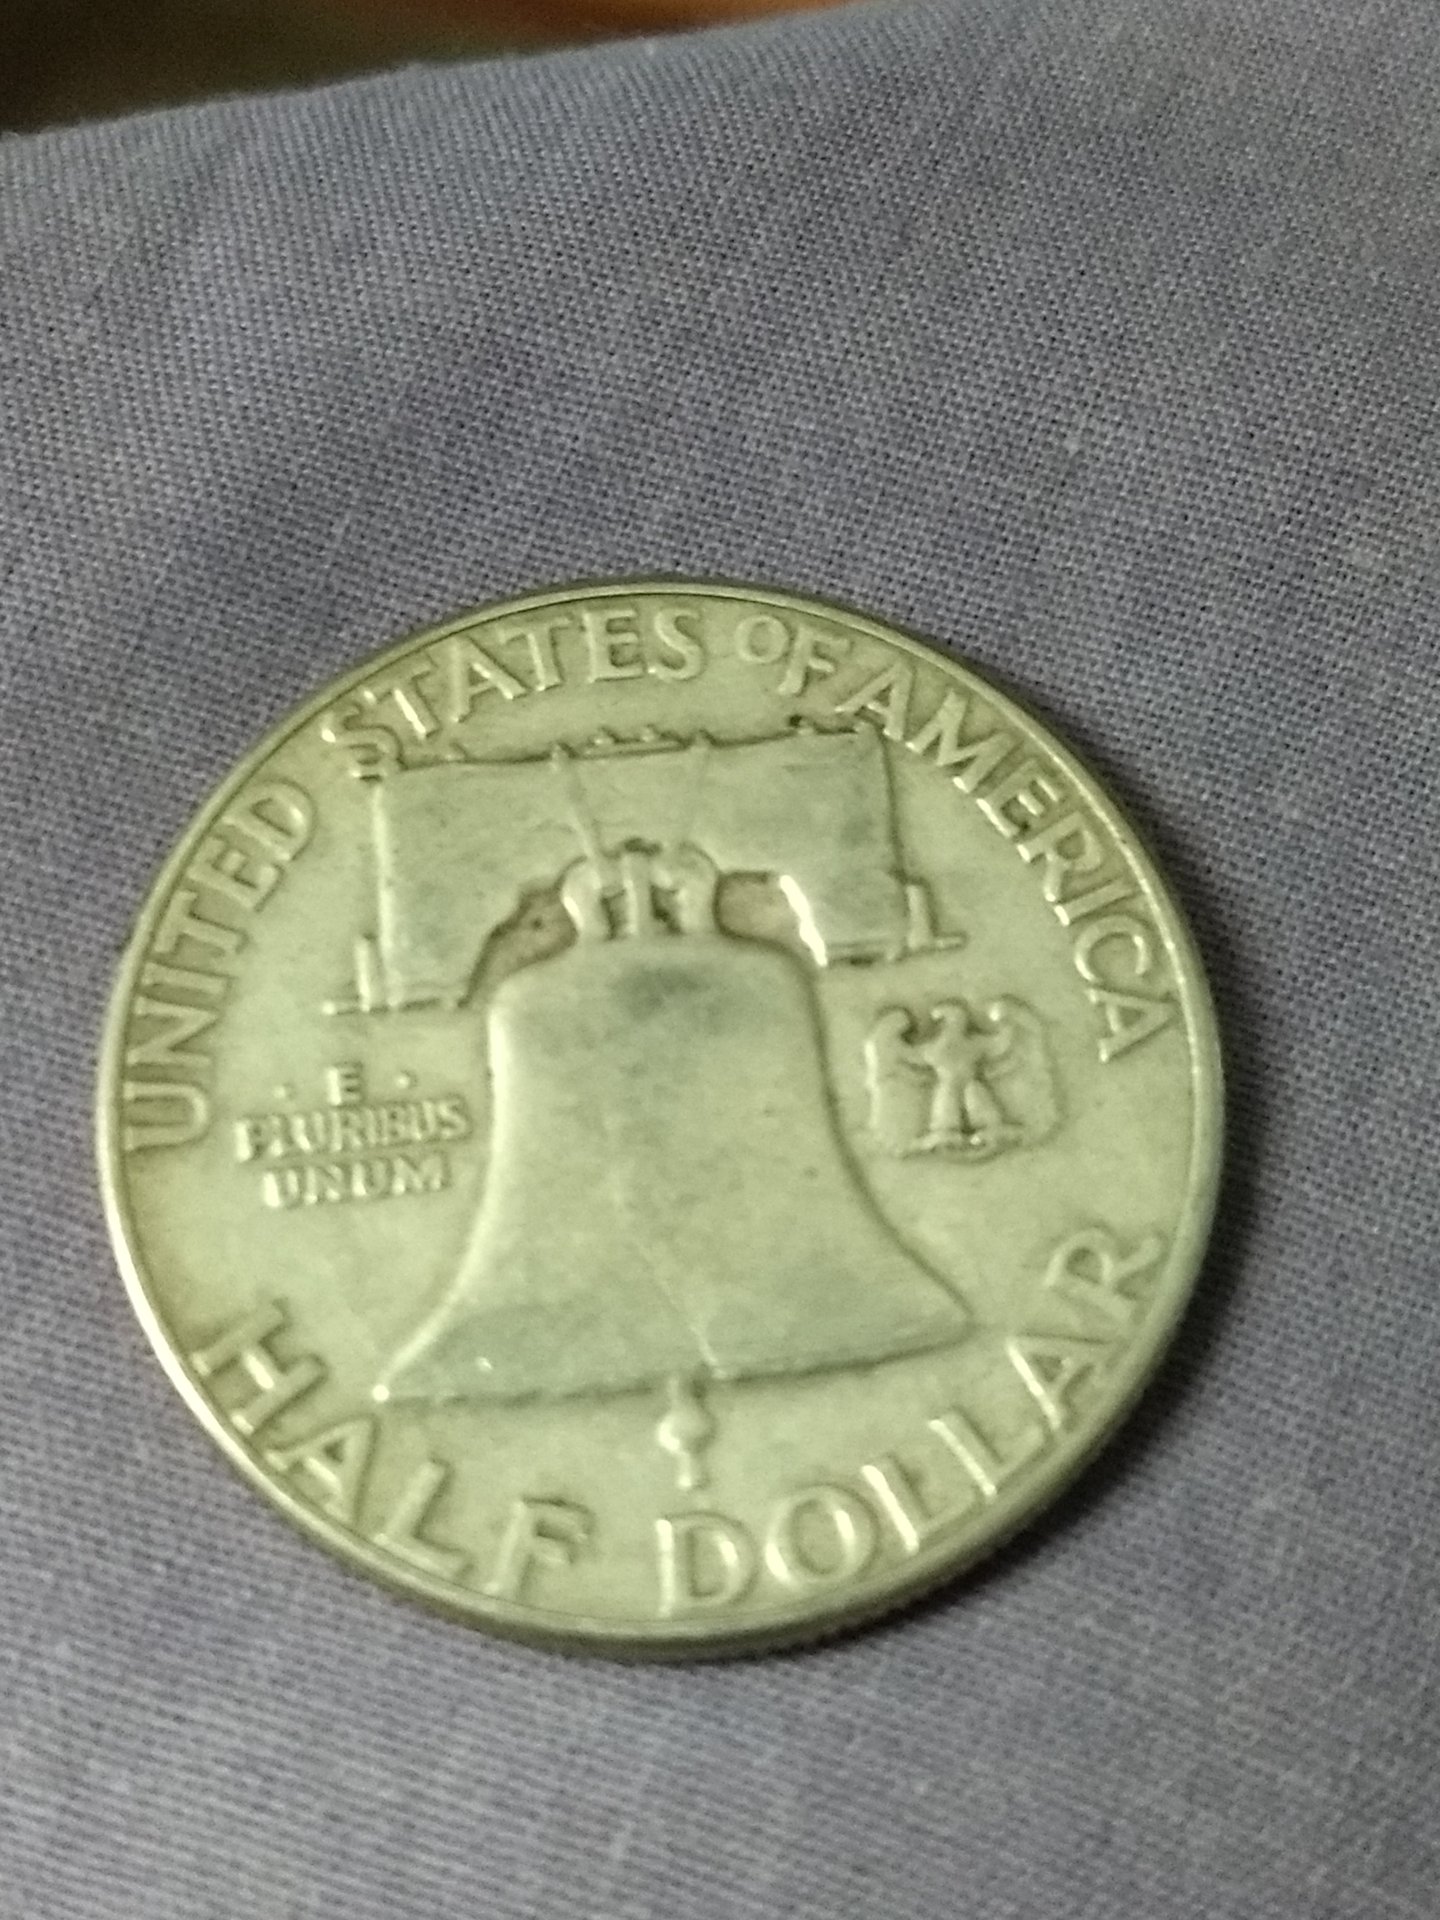 UNITED STATES OF AMERICA
· E ·
PLURIBUS
UNUM
HALF DOLLAR